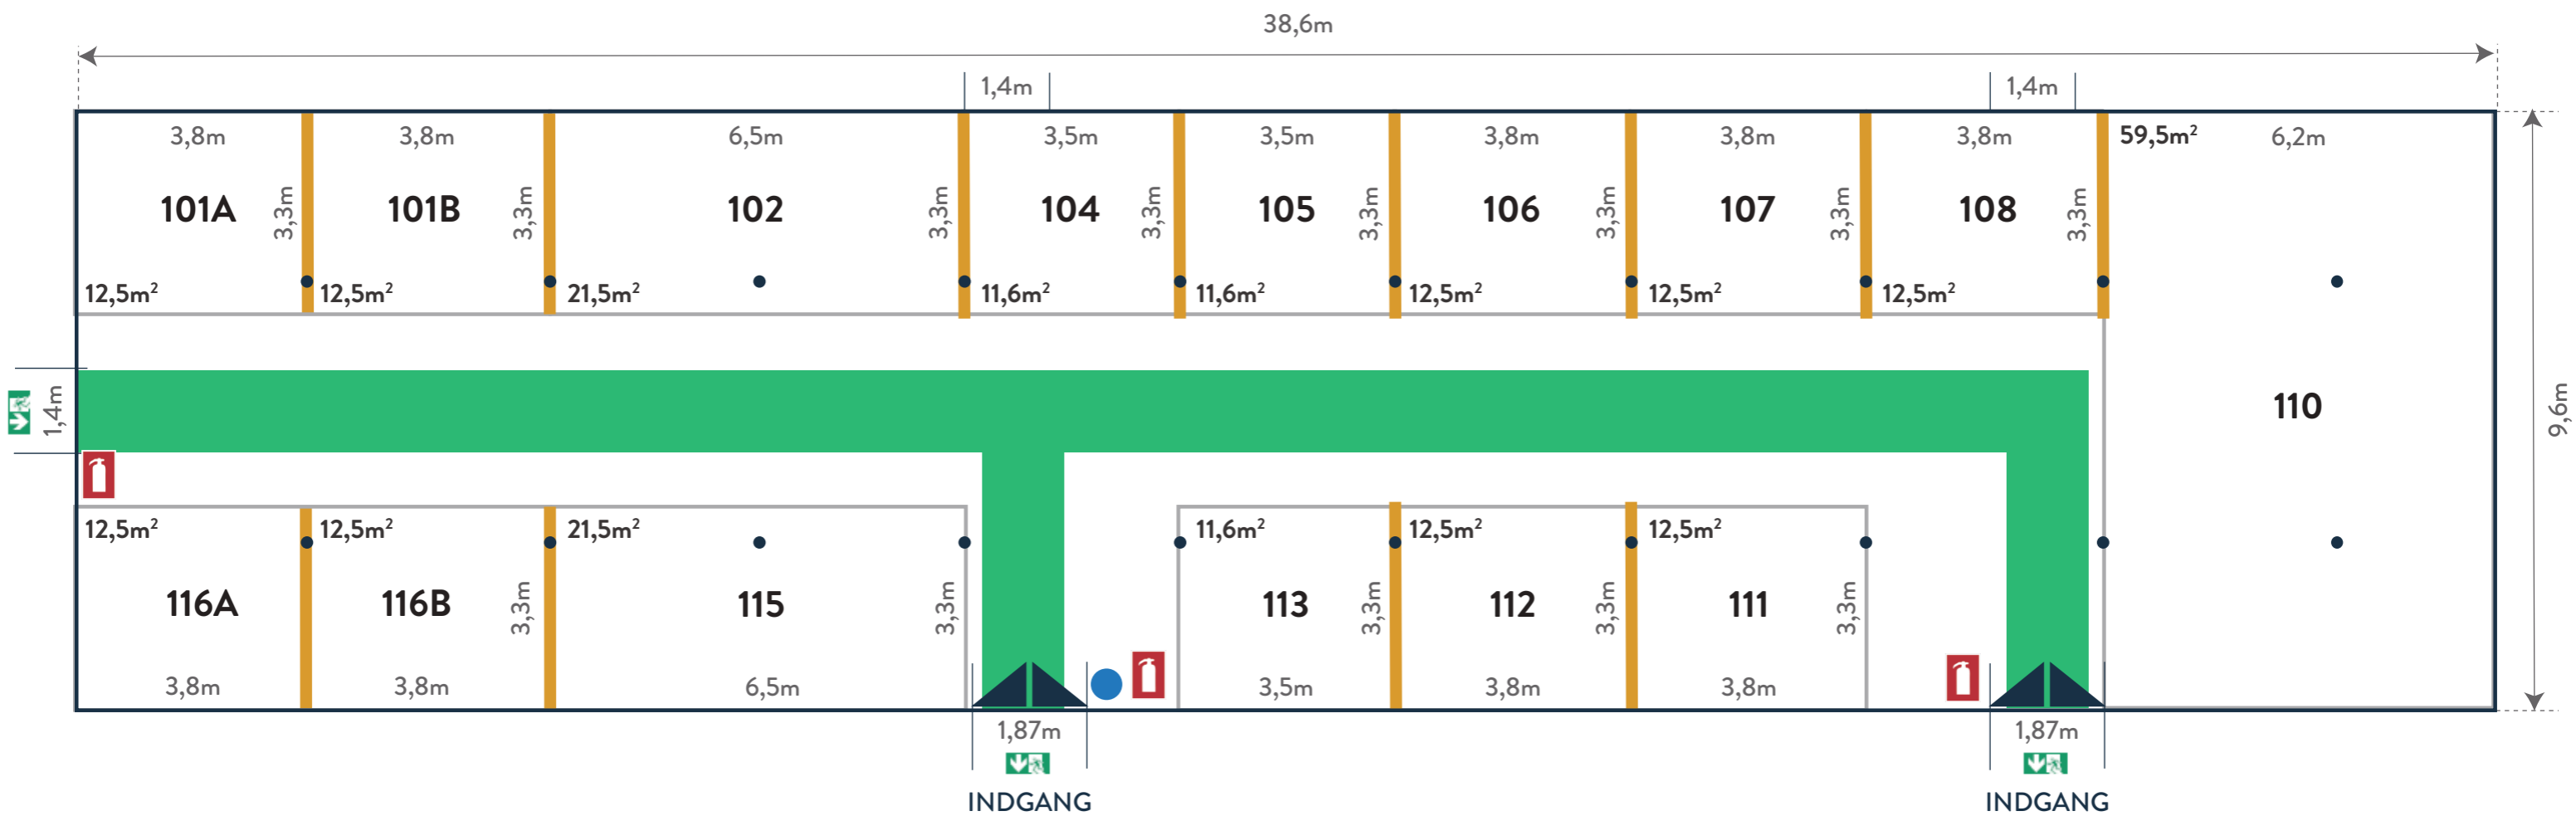 38,6m
1,4m 1,4m
3,8m 3,8m 6,5m 3,5m 3,5m 3,8m 3,8m 3,8m 59,5m² 6,2m
101A 3,3m 101B 3,3m 102 3,3m 104 3,3m 105 3,3m 106 3,3m 107 3,3m 108 3,3m
12,5m² 12,5m² 21,5m² 11,6m² 11,6m² 12,5m² 12,5m² 12,5m²
1,4m 110 9,6m
12,5m² 12,5m² 21,5m² 11,6m² 12,5m² 12,5m²
116A 116B 3,3m 115 3,3m 113 3,3m 112 3,3m 111 3,3m
3,8m 3,8m 6,5m 3,5m 3,8m 3,8m
1,87m 1,87m
INDGANG INDGANG